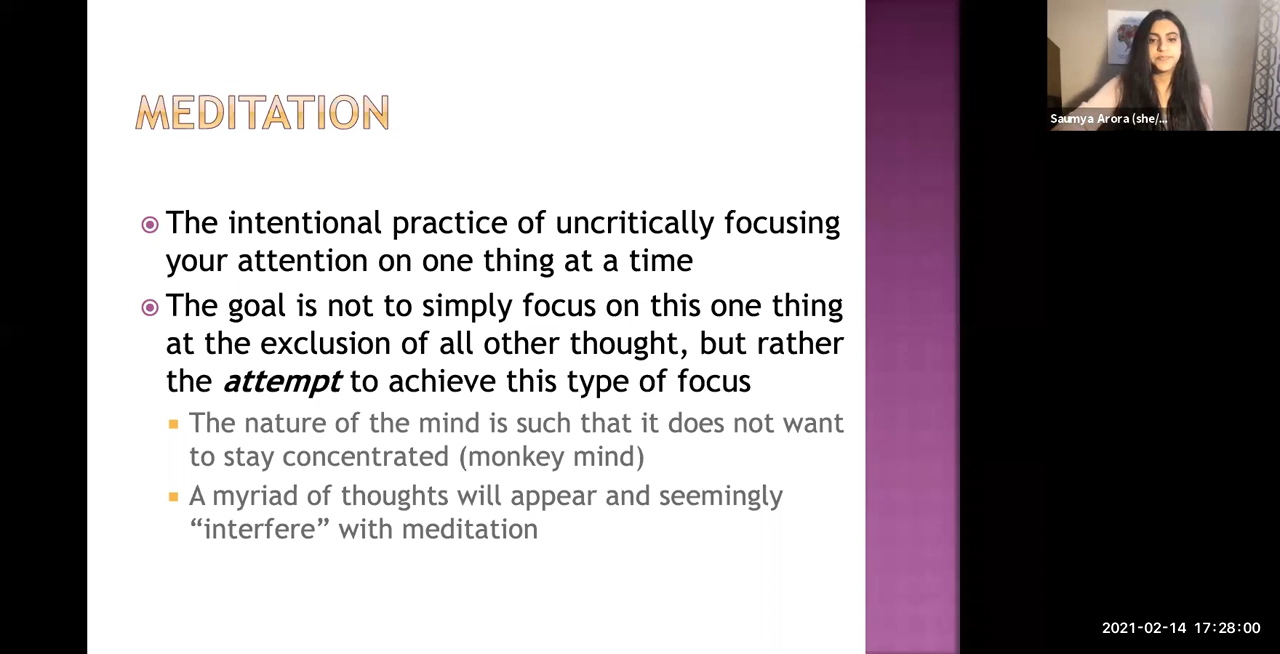 MEDITATION
The intentional practice of uncritically focusing
your attention on one thing at a time
The goal is not to simply focus on this one thing
at the exclusion of all other thought, but rather
the attempt to achieve this type of focus
The nature of the mind is such that it does not want
to stay concentrated (monkey mind)
A myriad of thoughts will appear and seemingly
“interfere” with meditation
Saumya Arora (she/...
2021-02-14 17:28:00